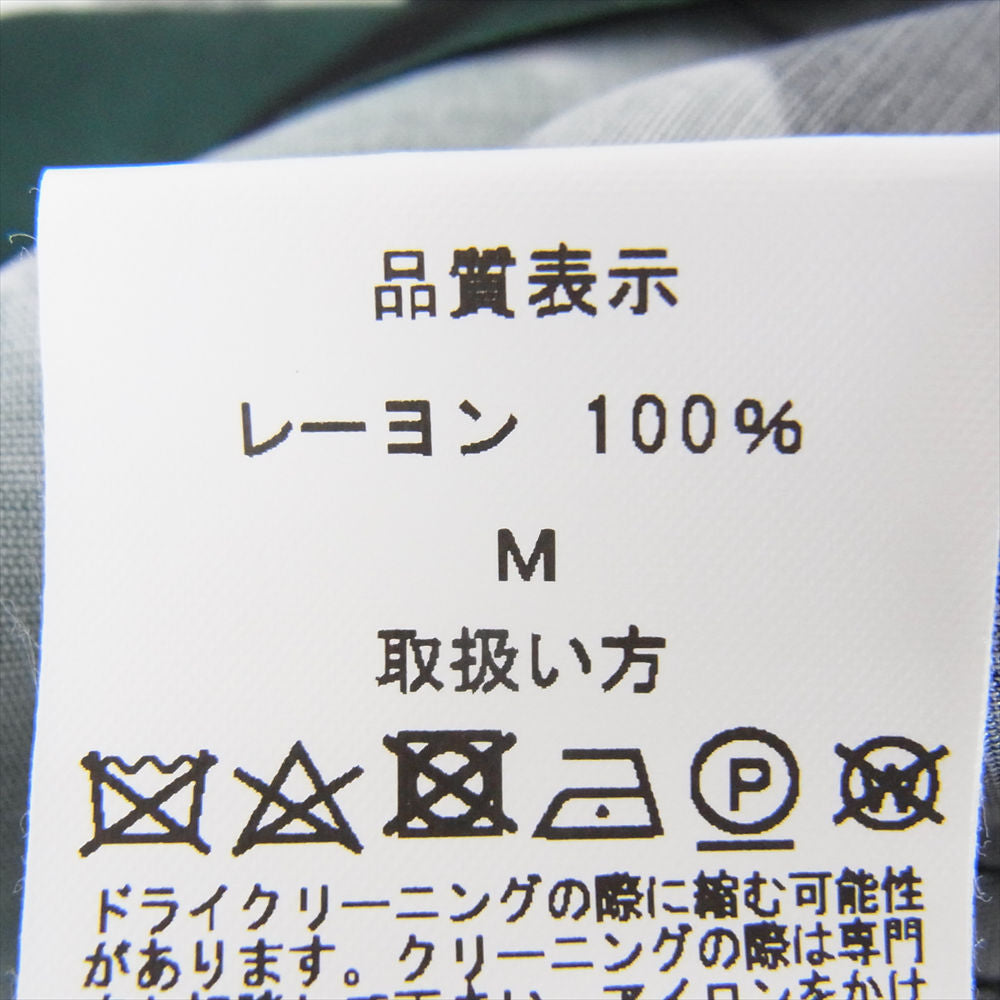 品質表示
レーヨン 100%
M
取扱い方
P W
ドライクリーニングの際に縮む可能性
があります。クリーニングの際は専門